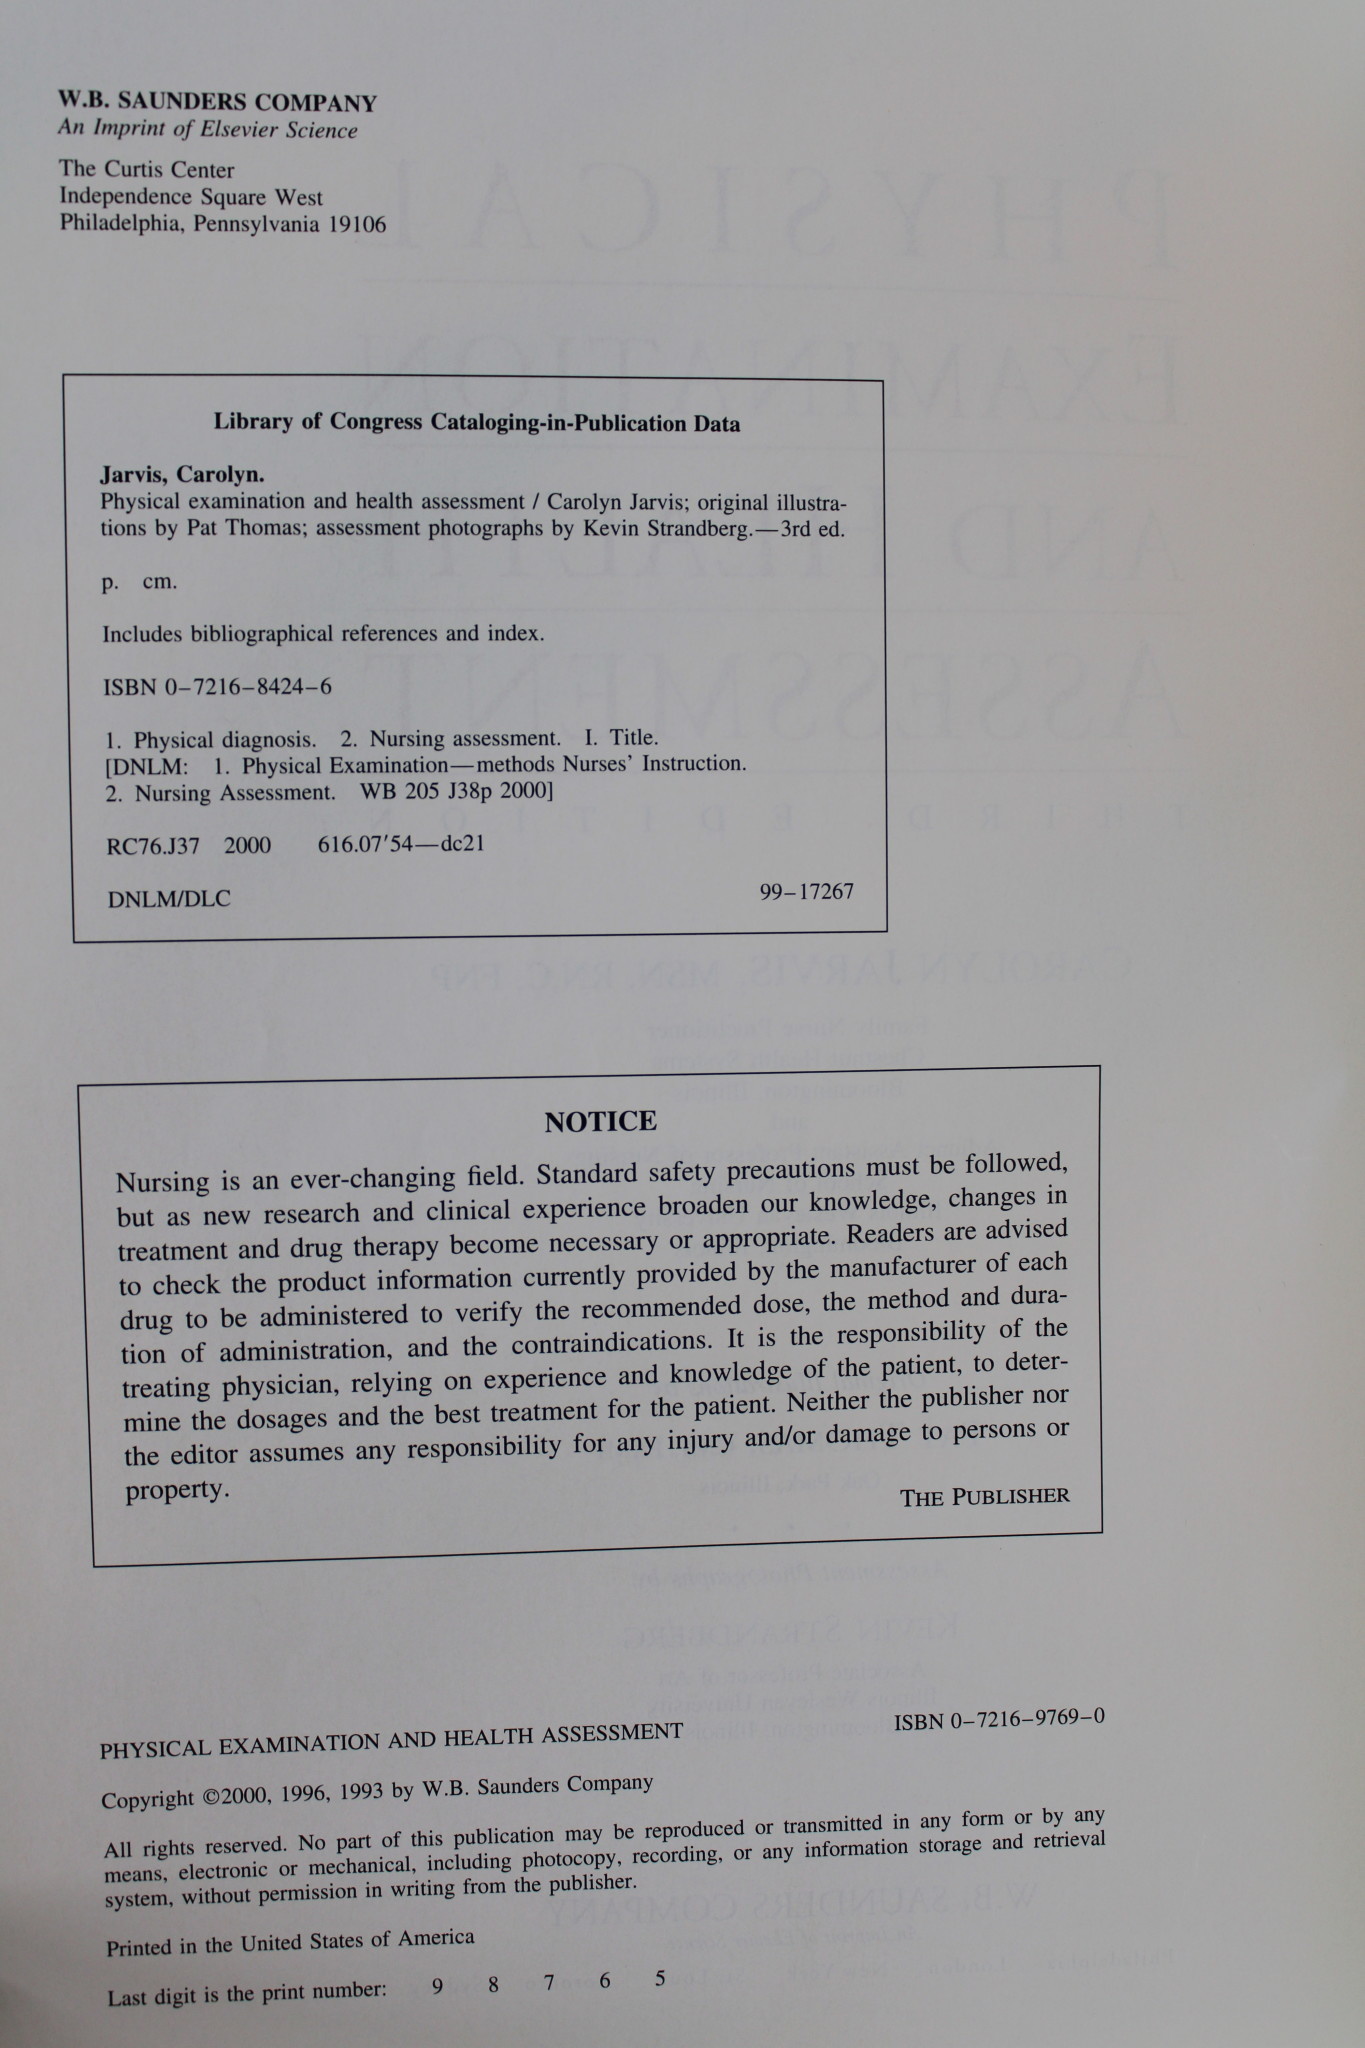 W.B. SAUNDERS COMPANY
An Imprint of Elsevier Science
The Curtis Center
Independence Square West
Philadelphia, Pennsylvania 19106
Library of Congress Cataloging-in-Publication Data
Jarvis, Carolyn.
Physical examination and health assessment / Carolyn Jarvis; original illustra-
tions by Pat Thomas; assessment photographs by Kevin Strandberg.—3rd ed.
p. cm.
Includes bibliographical references and index.
ISBN 0–7216–8424–6
1. Physical diagnosis. 2. Nursing assessment. I. Title.
[DNLM: 1. Physical Examination—methods Nurses' Instruction.
2. Nursing Assessment. WB 205 J38p 2000]
RC76.J37 2000 616.07'54—dc21
DNLM/DLC 99–17267
NOTICE
Nursing is an ever-changing field. Standard safety precautions must be followed,
but as new research and clinical experience broaden our knowledge, changes in
treatment and drug therapy become necessary or appropriate. Readers are advised
to check the product information currently provided by the manufacturer of each
drug to be administered to verify the recommended dose, the method and dura-
tion of administration, and the contraindications. It is the responsibility of the
treating physician, relying on experience and knowledge of the patient, to deter-
mine the dosages and the best treatment for the patient. Neither the publisher nor
the editor assumes any responsibility for any injury and/or damage to persons or
property.
THE PUBLISHER
PHYSICAL EXAMINATION AND HEALTH ASSESSMENT ISBN 0–7216–9769–0
Copyright ©2000, 1996, 1993 by W.B. Saunders Company
All rights reserved. No part of this publication may be reproduced or transmitted in any form or by any
means, electronic or mechanical, including photocopy, recording, or any information storage and retrieval
system, without permission in writing from the publisher.
Printed in the United States of America
Last digit is the print number: 9 8 7 6 5